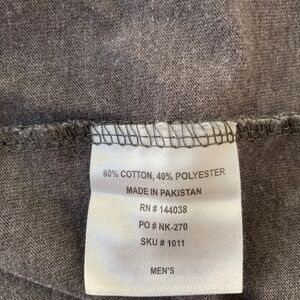 60% COTTON, 40% POLYESTER
MADE IN PAKISTAN
RN # 144038
PO # NK-270
SKU # 1011
MEN'S